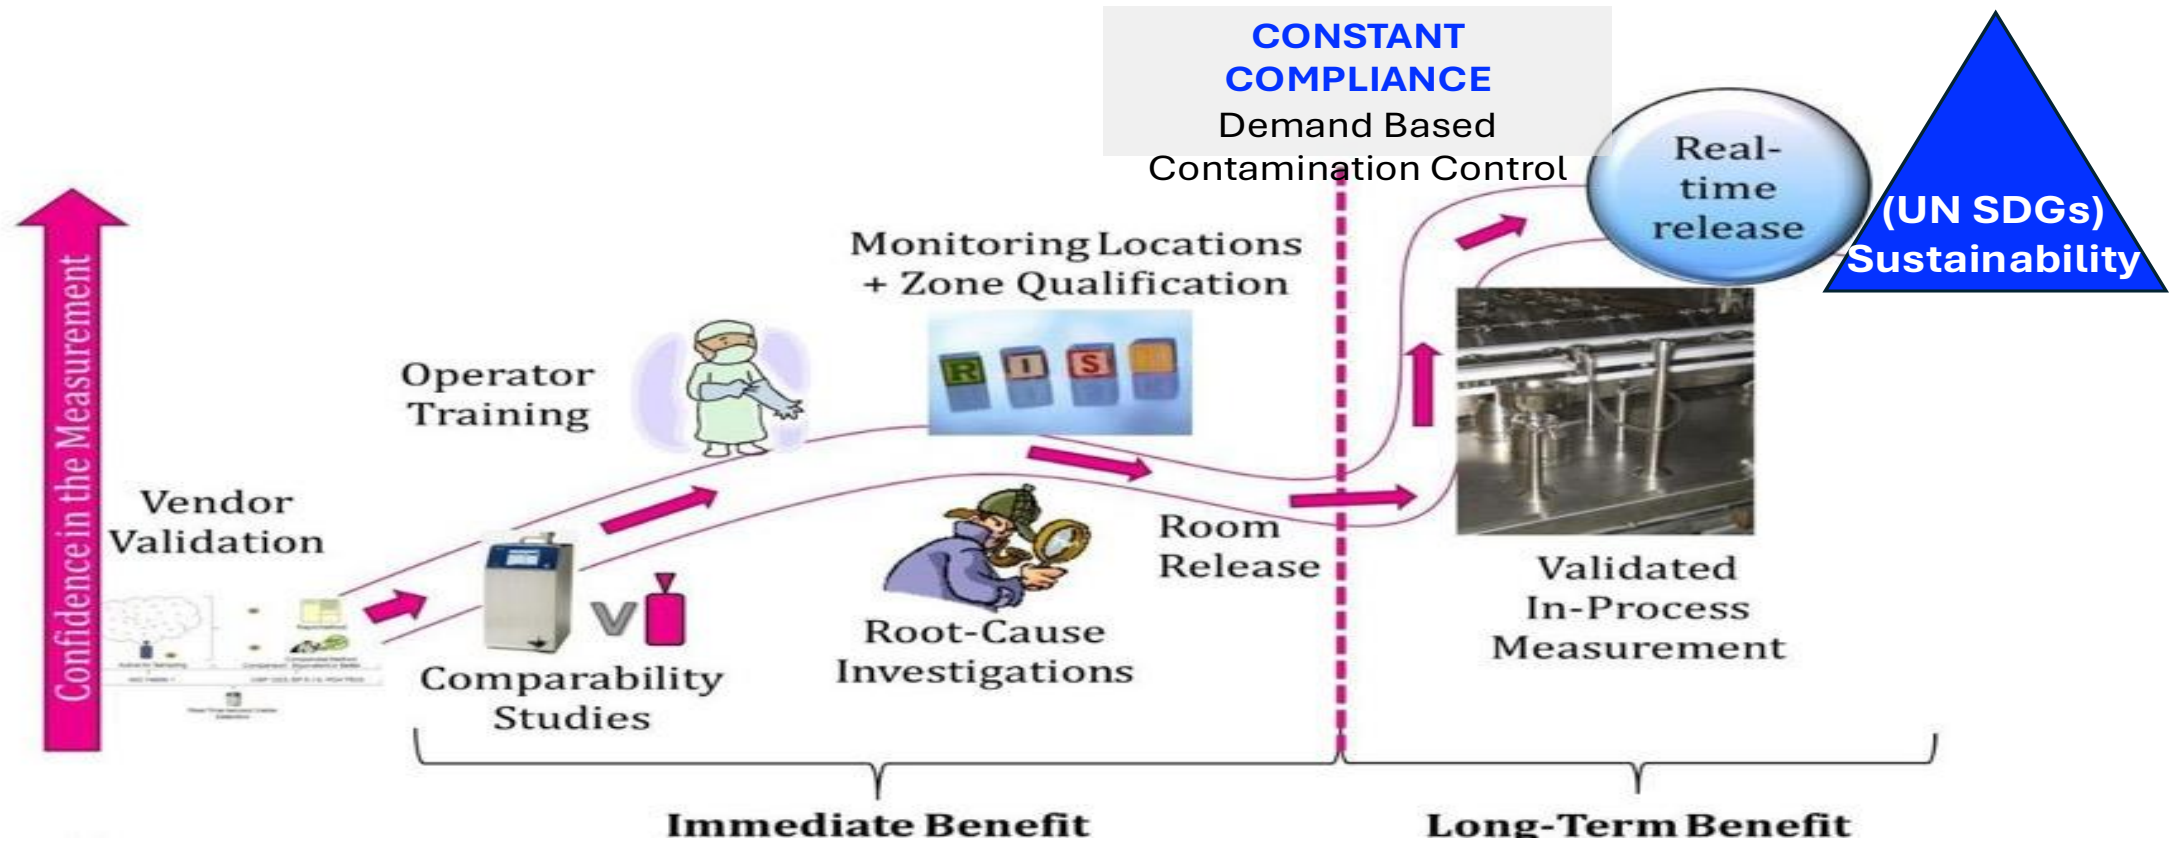 CONSTANT
COMPLIANCE
Demand Based
Contamination Control
Real-
time
release
(UN SDGs)
Sustainability
Confidence in the Measurement
Monitoring Locations
+ Zone Qualification
R I S
Operator
Training
Vendor
Validation
V
Comparability
Studies
Root-Cause
Investigations
Room
Release
Validated
In-Process
Measurement
Immediate Benefit
Long-Term Benefit